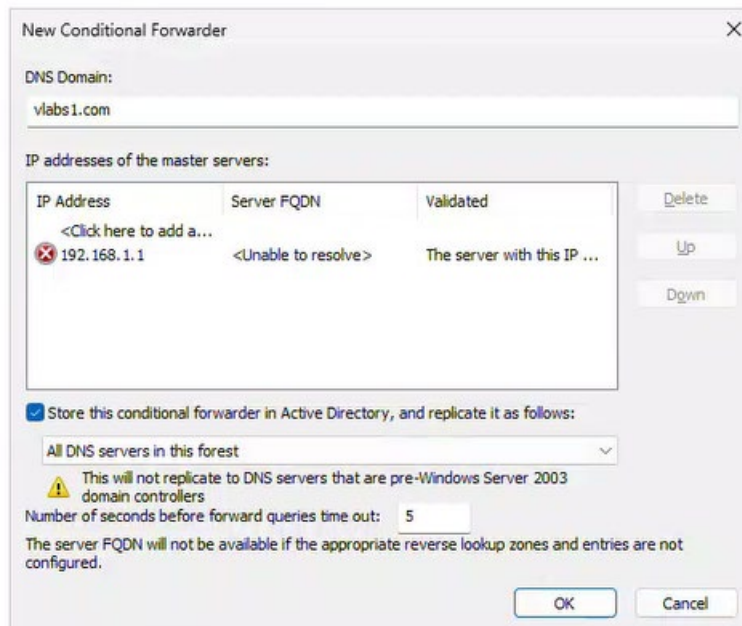 New Conditional Forwarder
DNS Domain:
vlabs1.com
IP addresses of the master servers:
IP Address Server FQDN Validated Delete
<Click here to add a...
192.168.1.1 <Unable to resolve> The server with this IP ... Up
Down
Store this conditional forwarder in Active Directory, and replicate it as follows:
All DNS servers in this forest
This will not replicate to DNS servers that are pre-Windows Server 2003
domain controllers
Number of seconds before forward queries time out: 5
The server FQDN will not be available if the appropriate reverse lookup zones and entries are not
configured.
OK Cancel